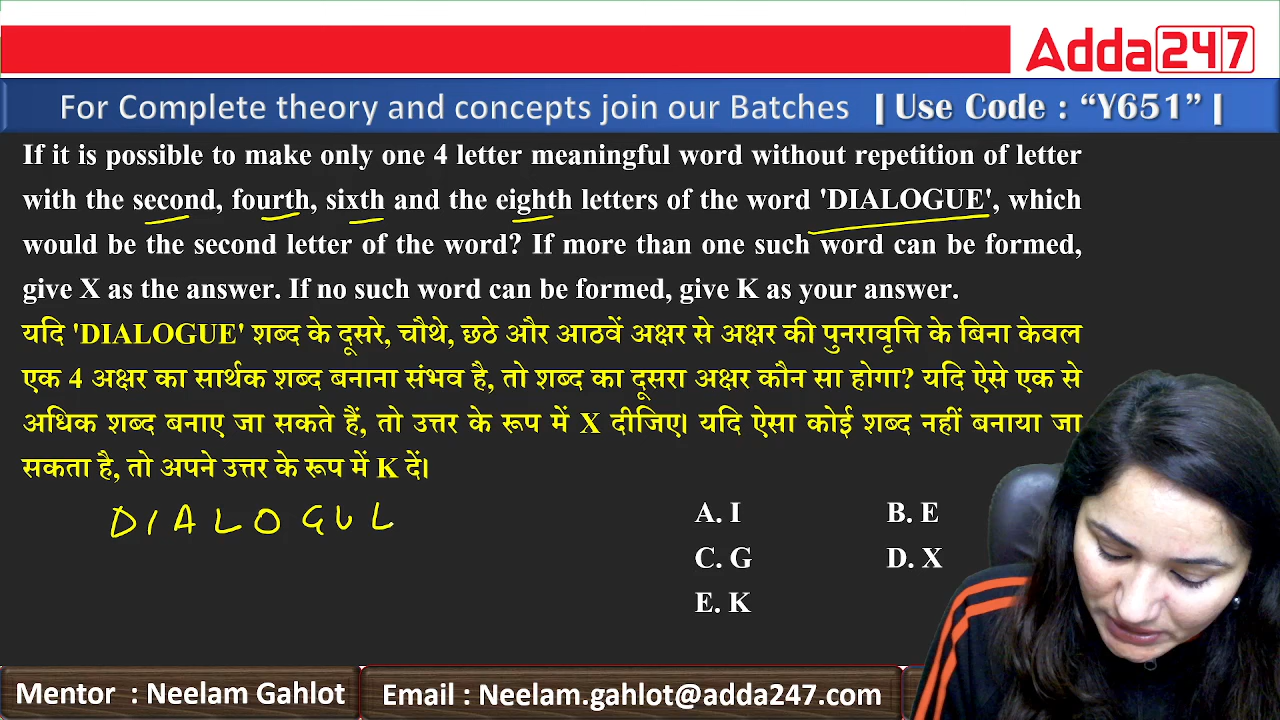 Adda247
For Complete theory and concepts join our Batches | Use Code : “Y651” |
If it is possible to make only one 4 letter meaningful word without repetition of letter
with the second, fourth, sixth and the eighth letters of the word 'DIALOGUE', which
would be the second letter of the word? If more than one such word can be formed,
give X as the answer. If no such word can be formed, give K as your answer.
यदि 'DIALOGUE' शब्द के दूसरे, चौथे, छठे और आठवें अक्षर से अक्षर की पुनरावृत्ति के बिना केवल
एक 4 अक्षर का सार्थक शब्द बनाना संभव है, तो शब्द का दूसरा अक्षर कौन सा होगा? यदि ऐसे एक से
अधिक शब्द बनाए जा सकते हैं, तो उत्तर के रूप में X दीजिए। यदि ऐसा कोई शब्द नहीं बनाया जा
सकता है, तो अपने उत्तर के रूप में K दें।
D I A L O G U L
A. I B. E
C. G D. X
E. K
Mentor : Neelam Gahlot Email : Neelam.gahlot@adda247.com